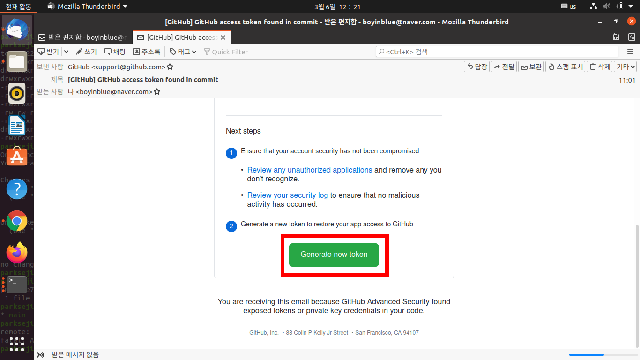 현재 활동
Mozilla Thunderbird
3월 6일 12 : 21
[GitHub] GitHub access token found in commit - 받은 편지함 - boyinblue@naver.com - Mozilla Thunderbird
받은 편지함 - boyinblue@
[GitHub] GitHub access
받기
쓰기
대화
주소록
태그
Quick Filter
<Ctrl+K> 검색
보낸 사람 GitHub <support@github.com>
답장
전달
보관
스팸 표시
삭제
기타
제목 [GitHub] GitHub access token found in commit
11:01
받는 사람 나 <boyinblue@naver.com>
Next steps
1 Ensure that your account security has not been compromised
• Review any unauthorized applications and remove any you
don't recognize.
• Review your security log to ensure that no malicious
activity has occurred.
2 Generate a new token to restore your app access to GitHub
Generate new token
You are receiving this email because GitHub Advanced Security found
exposed tokens or private key credentials in your code.
GitHub, Inc. ・88 Colin P Kelly Jr Street ・San Francisco, CA 94107
받은 메시지 없음